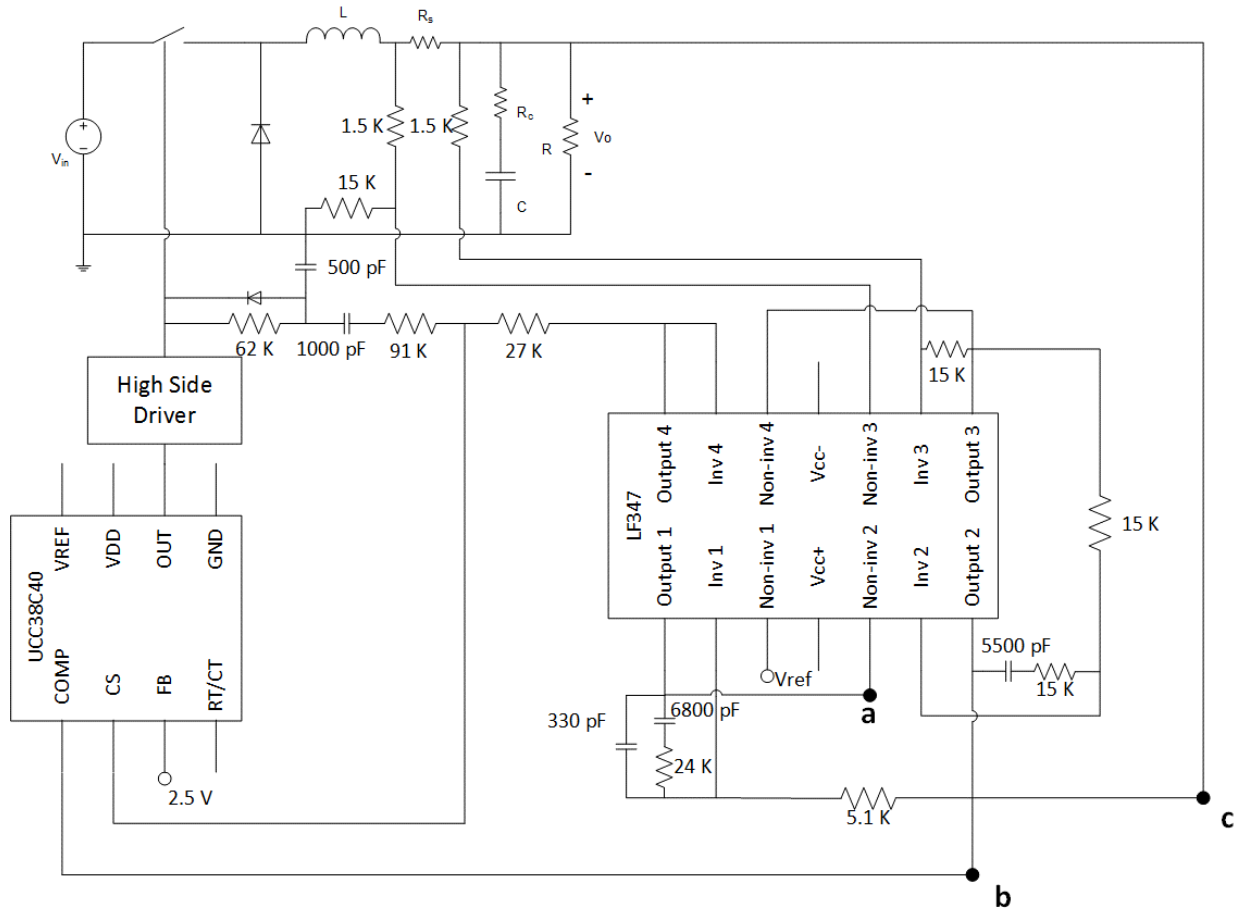 L
Rs
Vin
1.5 K
1.5 K
Rc
C
R
+
Vo
-
15 K
500 pF
62 K
1000 pF
91 K
27 K
15 K
High Side
Driver
UCC38C40
VREF
VDD
OUT
GND
COMP
CS
FB
RT/CT
2.5 V
LF347
Output 4
Inv 4
Non-inv 4
Vcc-
Non-inv 3
Inv 3
Output 3
Output 1
Inv 1
Non-inv 1
Vcc+
Non-inv 2
Inv 2
Output 2
15 K
5500 pF
15 K
Vref
a
330 pF
6800 pF
24 K
5.1 K
c
b